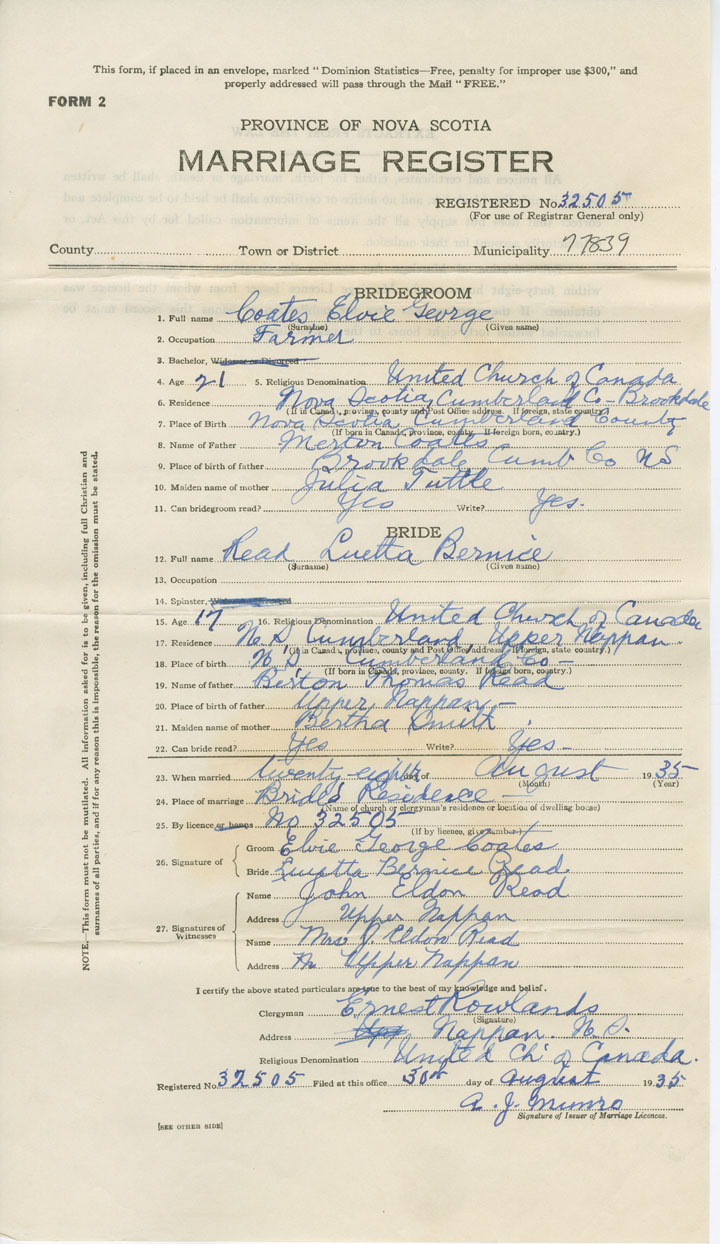 This form, if placed in an envelope, marked " Dominion Statistics—Free, penalty for improper use $300," and
properly addressed will pass through the Mail " FREE."
FORM 2
PROVINCE OF NOVA SCOTIA
MARRIAGE REGISTER
REGISTERED No. 32505
(For use of Registrar General only)
County Town or District Municipality 77839
BRIDEGROOM
1. Full name Coates Elvie George
(Surname) (Given name)
2. Occupation Farmer
3. Bachelor, Widower or Divorced
4. Age 21 5. Religious Denomination United Church of Canada
6. Residence Nova Scotia, Cumberland Co - Brookdale
(If in Canada, province, county and Post Office address. If foreign, state country.)
7. Place of Birth Nova Scotia Cumberland County
(If born in Canada, province, county. If foreign born, country.)
8. Name of Father Merton Coates
9. Place of birth of father Brookdale Cumb Co NS
10. Maiden name of mother Julia Tuttle
11. Can bridegroom read? Yes Write? Yes.
BRIDE
12. Full name Read Luetta Bernice
(Surname) (Given name)
13. Occupation
14. Spinster, Widowed or Divorced
15. Age 17 16. Religious Denomination United Church of Canada
17. Residence N.S Cumberland, Upper Nappan.
(If in Canada, province, county and Post Office address. If foreign, state country.)
18. Place of birth N.S. Cumberland Co -
(If born in Canada, province, county. If foreign born, country.)
19. Name of father Burton Thomas Read
20. Place of birth of father Upper Nappan -
21. Maiden name of mother Bertha Smith
22. Can bride read? Yes Write? Yes -
23. When married twenty-eight day of August 1935
(Month) (Year)
24. Place of marriage Bride's Residence -
(Name of church or clergyman's residence or location of dwelling house)
25. By licence or banns No 32505
(If by licence, give number)
26. Signature of Groom Elvie George Coates
Bride Luetta Bernice Read
27. Signatures of Witnesses
Name John Eldon Read
Address Upper Nappan
Name Mrs J. Eldon Read
Address Upper Nappan
I certify the above stated particulars are true to the best of my knowledge and belief.
Clergyman Ernest Rowlands
(Signature)
Address Nappan. N.S.
Religious Denomination United Ch' of Canada.
Registered No. 32505 Filed at this office 30th day of August 1935
A. J. Munro
Signature of Issuer of Marriage Licences.
[SEE OTHER SIDE]
NOTE.—This form must not be mutilated. All information asked for is to be given, including full Christian and
surnames of all parties, and if for any reason this is impossible, the reason for the omission must be stated.